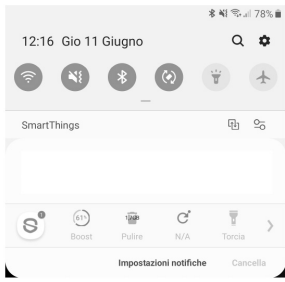 78%
12:16 Gio 11 Giugno
SmartThings
61%
Boost Pulire N/A Torcia
Impostazioni notifiche Cancella